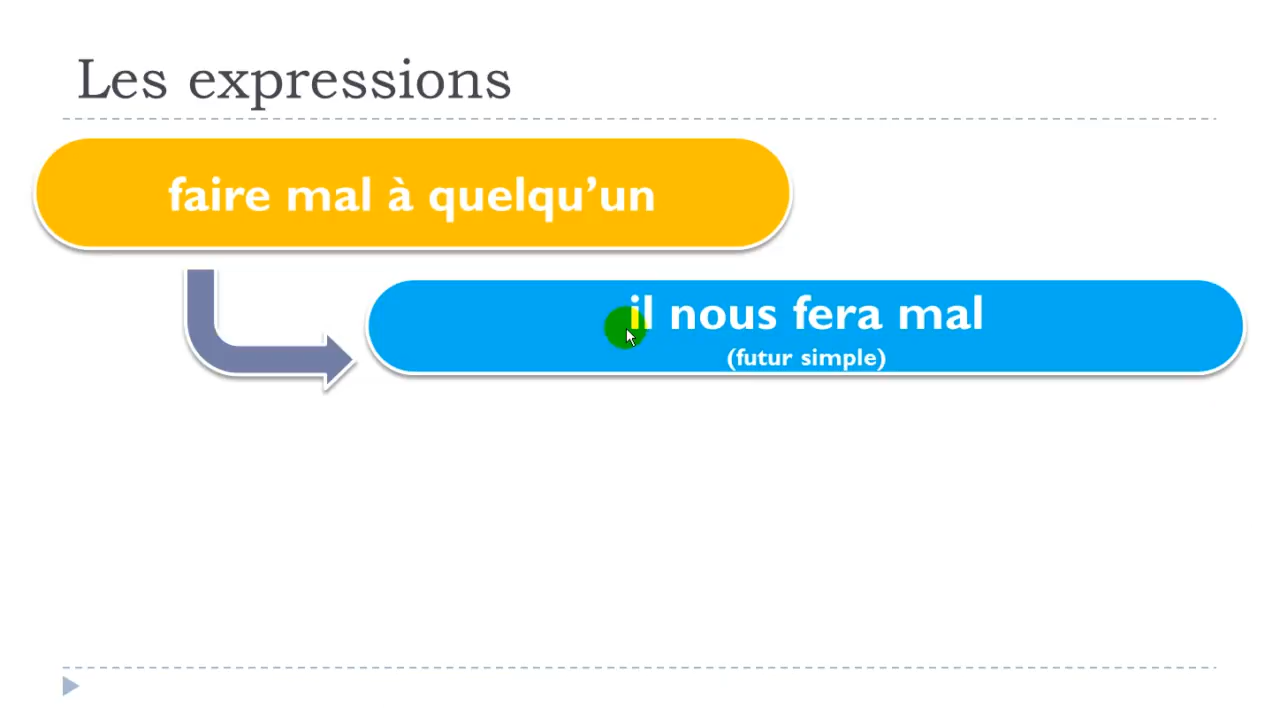 Les expressions
faire mal à quelqu’un
il nous fera mal
(futur simple)